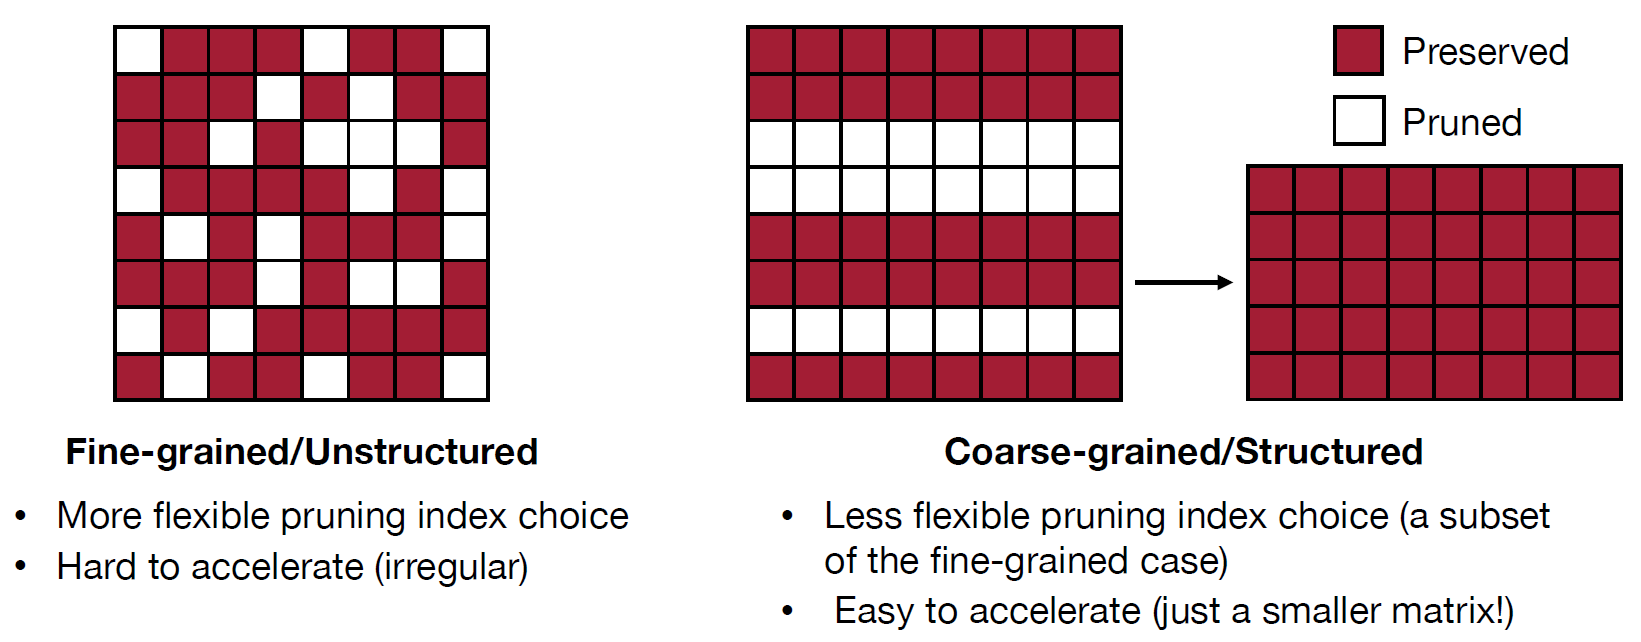 Preserved
Pruned
Fine-grained/Unstructured
• More flexible pruning index choice
• Hard to accelerate (irregular)
Coarse-grained/Structured
• Less flexible pruning index choice (a subset
of the fine-grained case)
• Easy to accelerate (just a smaller matrix!)